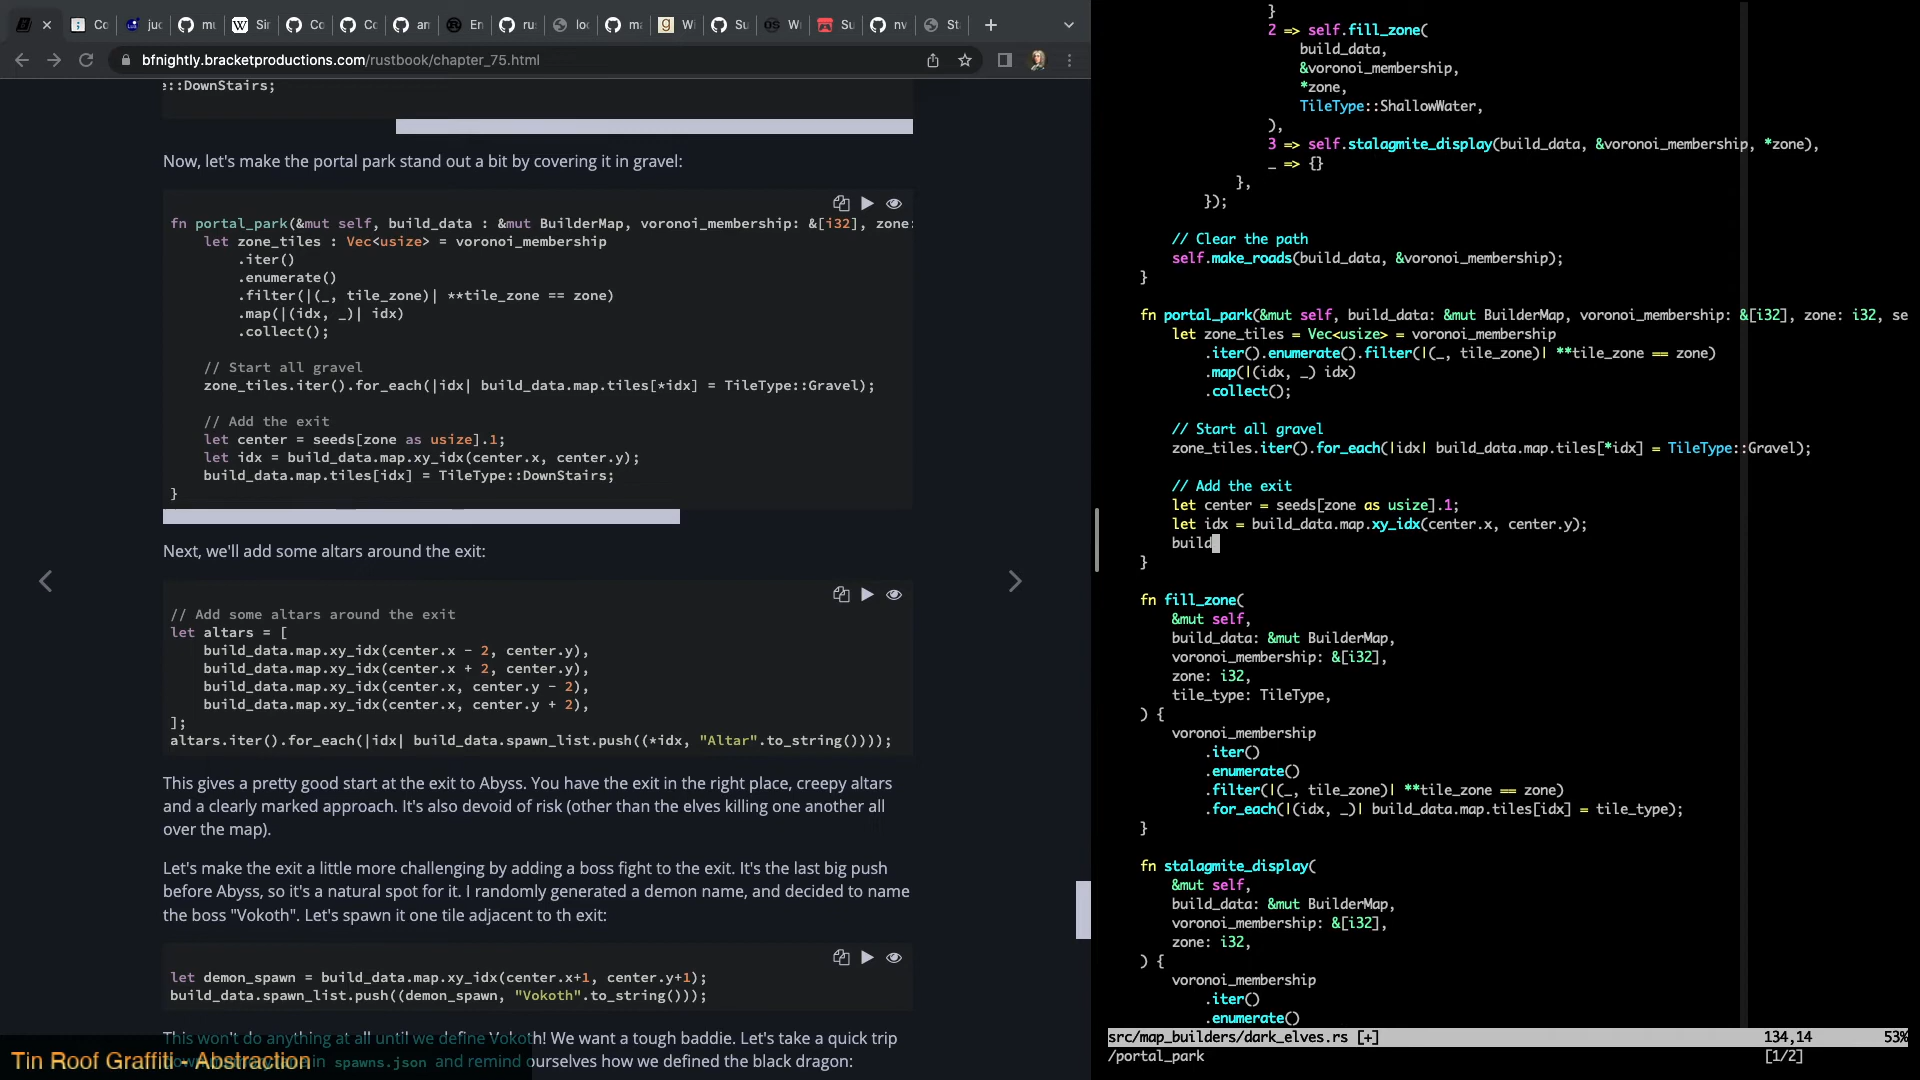 Co
juc
mu
Sir
Co
Co
am
En
ru:
loc
ma
Wi
Su
Wr
Su
nv
St
bfnightly.bracketproductions.com/rustbook/chapter_75.html
e::DownStairs;
Now, let's make the portal park stand out a bit by covering it in gravel:
fn portal_park(&mut self, build_data : &mut BuilderMap, voronoi_membership: &[i32], zone:
let zone_tiles : Vec<usize> = voronoi_membership
.iter()
.enumerate()
.filter(|(_, tile_zone)| **tile_zone == zone)
.map(|(idx, _)| idx)
.collect();
// Start all gravel
zone_tiles.iter().for_each(|idx| build_data.map.tiles[*idx] = TileType::Gravel);
// Add the exit
let center = seeds[zone as usize].1;
let idx = build_data.map.xy_idx(center.x, center.y);
build_data.map.tiles[idx] = TileType::DownStairs;
}
Next, we'll add some altars around the exit:
// Add some altars around the exit
let altars = [
build_data.map.xy_idx(center.x - 2, center.y),
build_data.map.xy_idx(center.x + 2, center.y),
build_data.map.xy_idx(center.x, center.y - 2),
build_data.map.xy_idx(center.x, center.y + 2),
];
altars.iter().for_each(|idx| build_data.spawn_list.push((*idx, "Altar".to_string())));
This gives a pretty good start at the exit to Abyss. You have the exit in the right place, creepy altars
and a clearly marked approach. It's also devoid of risk (other than the elves killing one another all
over the map).
Let's make the exit a little more challenging by adding a boss fight to the exit. It's the last big push
before Abyss, so it's a natural spot for it. I randomly generated a demon name, and decided to name
the boss "Vokoth". Let's spawn it one tile adjacent to th exit:
let demon_spawn = build_data.map.xy_idx(center.x+1, center.y+1);
build_data.spawn_list.push((demon_spawn, "Vokoth".to_string()));
This won't do anything at all until we define Vokoth! We want a tough baddie. Let's take a quick trip
in spawns.json and remind ourselves how we defined the black dragon:
Tin Roof Graffiti - Abstraction
}
2 => self.fill_zone(
build_data,
&voronoi_membership,
*zone,
TileType::ShallowWater,
),
3 => self.stalagmite_display(build_data, &voronoi_membership, *zone),
_ => {}
},
});
// Clear the path
self.make_roads(build_data, &voronoi_membership);
}
fn portal_park(&mut self, build_data: &mut BuilderMap, voronoi_membership: &[i32], zone: i32, se
let zone_tiles = Vec<usize> = voronoi_membership
.iter().enumerate().filter(|(_, tile_zone)| **tile_zone == zone)
.map(|(idx, _) idx)
.collect();
// Start all gravel
zone_tiles.iter().for_each(|idx| build_data.map.tiles[*idx] = TileType::Gravel);
// Add the exit
let center = seeds[zone as usize].1;
let idx = build_data.map.xy_idx(center.x, center.y);
build
}
fn fill_zone(
&mut self,
build_data: &mut BuilderMap,
voronoi_membership: &[i32],
zone: i32,
tile_type: TileType,
) {
voronoi_membership
.iter()
.enumerate()
.filter(|(_, tile_zone)| **tile_zone == zone)
.for_each(|(idx, _)| build_data.map.tiles[idx] = tile_type);
}
fn stalagmite_display(
&mut self,
build_data: &mut BuilderMap,
voronoi_membership: &[i32],
zone: i32,
) {
voronoi_membership
.iter()
.enumerate()
src/map_builders/dark_elves.rs [+] 134,14 53%
/portal_park [1/2]